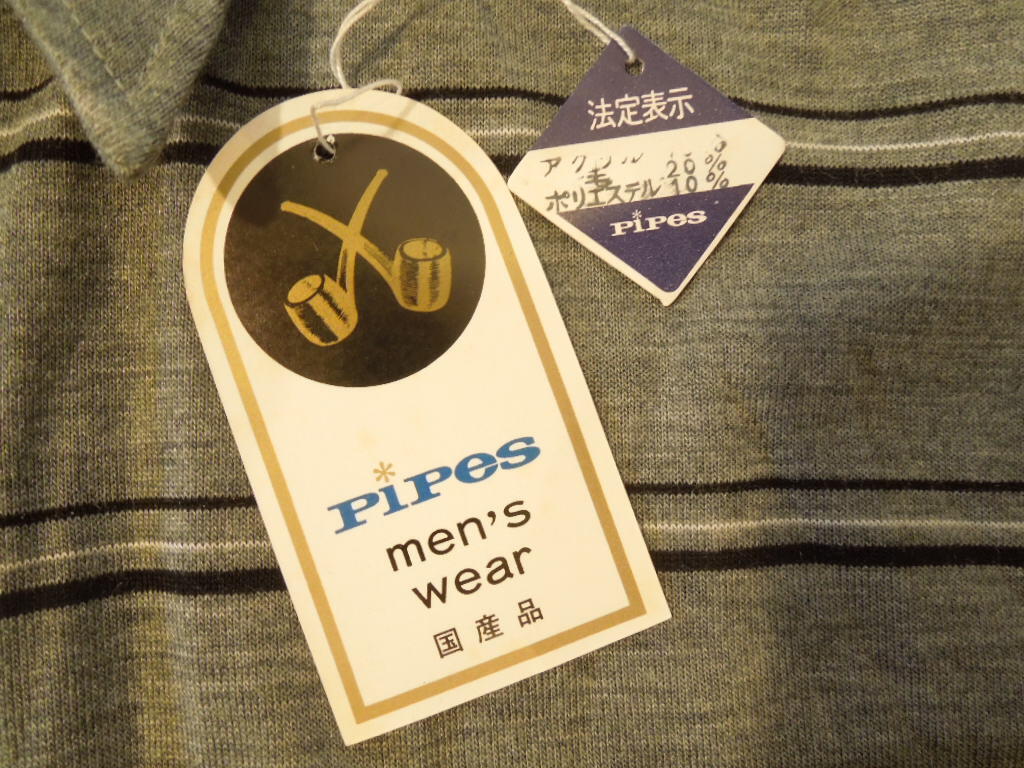 PiPes
men's
wear
国産品
法定表示
アクリル
毛 20%
ポリエステル 10%
PiPes